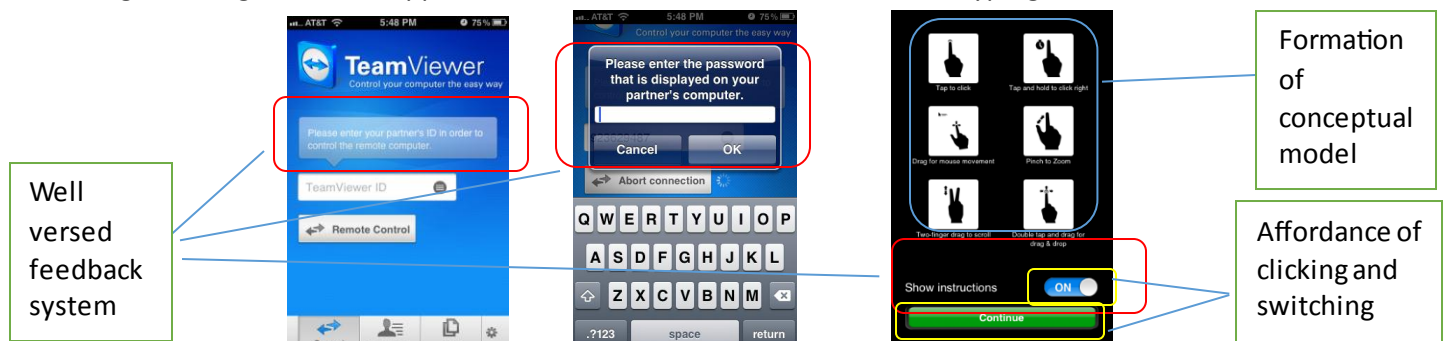 AT&T 5:48 PM 75%
TeamViewer
Control your computer the easy way
Please enter your partner's ID in order to
control the remote computer.
TeamViewer ID
Remote Control
AT&T 5:48 PM 75%
Control your computer the easy way
Please enter the password
that is displayed on your
partner's computer.
Cancel OK
Abort connection
Q W E R T Y U I O P
A S D F G H J K L
Z X C V B N M
.?123 space return
Tap to click
Tap and hold to click right
Drag for mouse movement
Pinch to Zoom
Two-finger drag to scroll
Double tap and drag for
drag & drop
Show instructions ON
Continue
Well
versed
feedback
system
Formation
of
conceptual
model
Affordance of
clicking and
switching